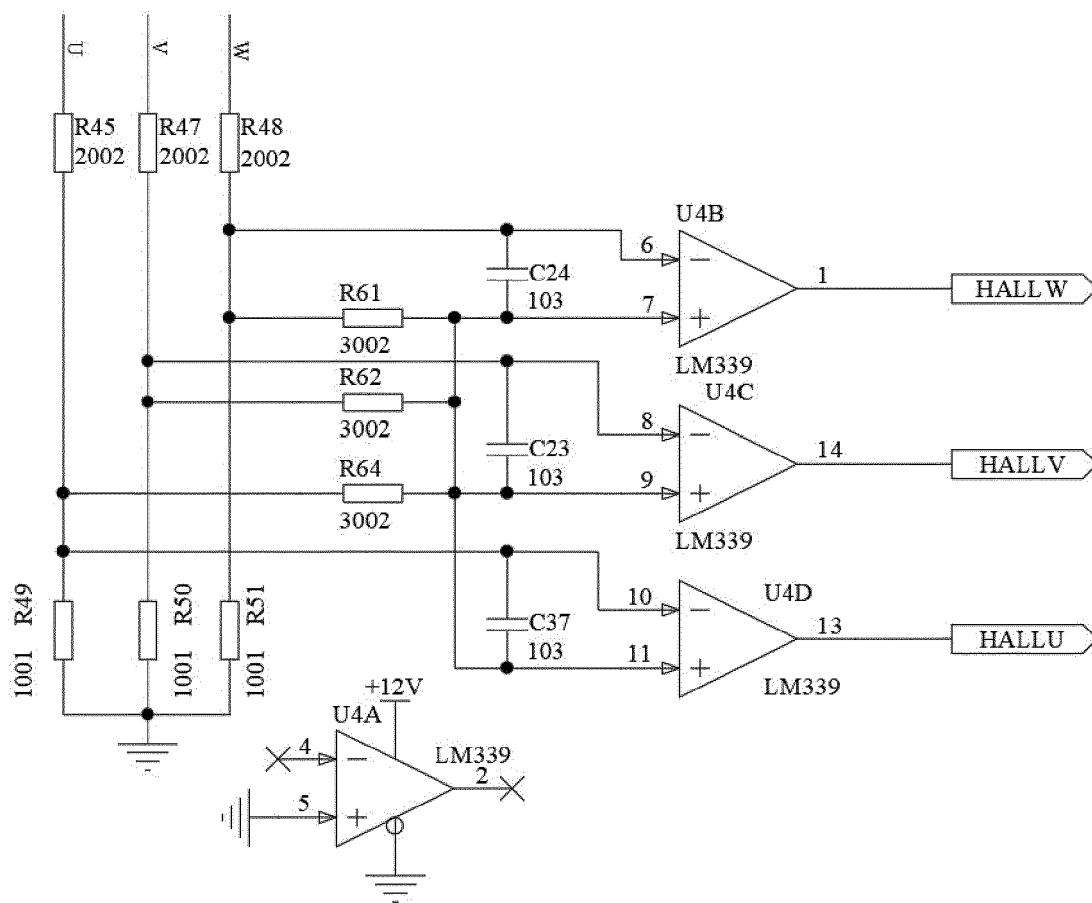 U
V
W
R45
2002
R47
2002
R48
2002
U4B
6
7
1
HALLW
C24
103
R61
3002
LM339
U4C
R62
3002
8
9
14
HALLV
C23
103
R64
3002
LM339
R49
1001
R50
1001
R51
1001
10
11
U4D
13
HALLU
C37
103
LM339
+12V
U4A
4
5
LM339
2